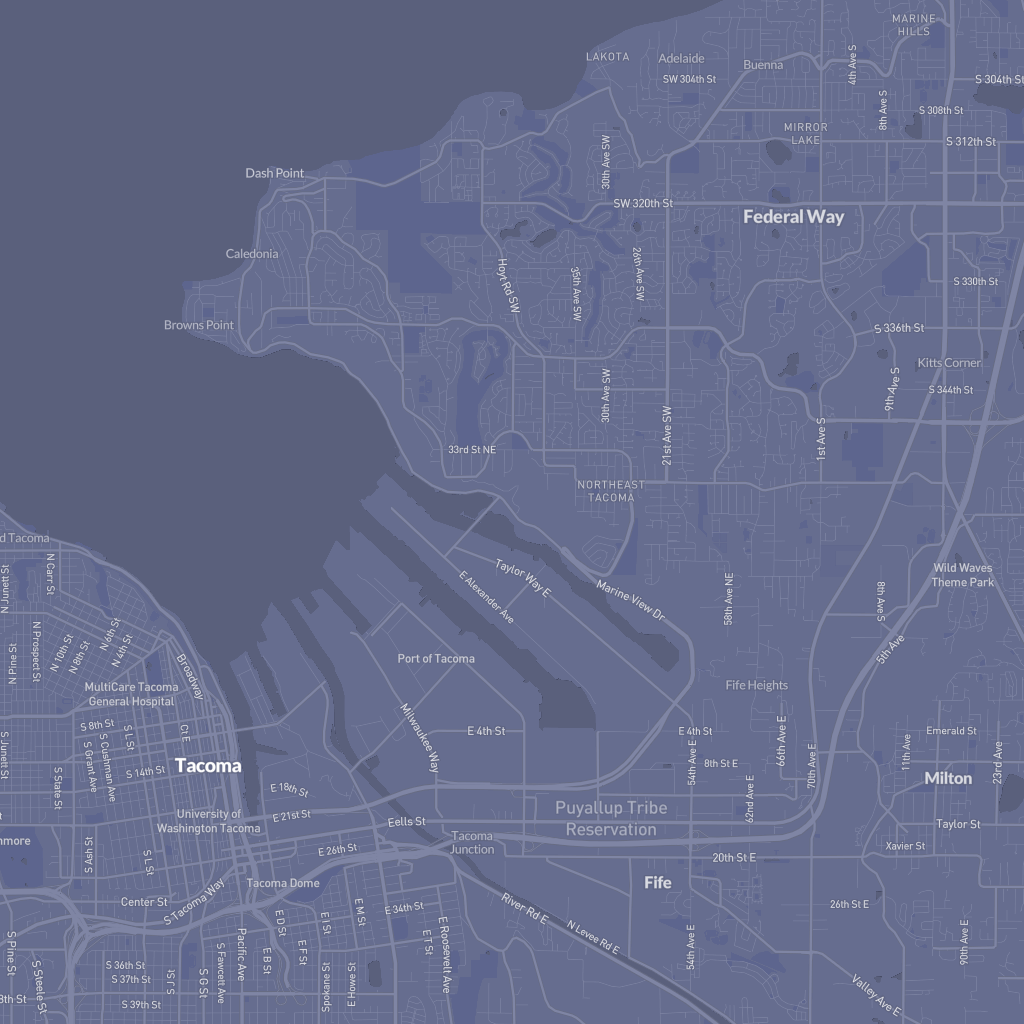 MARINE
HILLS
LAKOTA
Adelaide
Buenna
4th Ave S
SW 304th St
S 304th St
8th Ave S
S 308th St
MIRROR
LAKE
S 312th St
30th Ave SW
Dash Point
SW 320th St
Federal Way
Caledonia
Hoyt Rd SW
35th Ave SW
26th Ave SW
S 330th St
Browns Point
S 336th St
Kitts Corner
30th Ave SW
9th Ave S
S 344th St
21st Ave SW
1st Ave S
33rd St NE
NORTHEAST
TACOMA
d Tacoma
N Carr St
N Junett St
Taylor Way E
E Alexander Ave
Marine View Dr
58th Ave NE
8th Ave S
Wild Waves
Theme Park
N Prospect St
N 10th St
N 8th St
N 6th St
N 4th St
N Pine St
Broadway
5th Ave
Port of Tacoma
MultiCare Tacoma
General Hospital
Fife Heights
S 8th St
S L St
Ct E
Milwaukee Way
E 4th St
E 4th St
66th Ave E
Emerald St
11th Ave
23rd Ave
S Junett St
S Grant Ave
S Cushman Ave
S 14th St
Tacoma
54th Ave E
8th St E
70th Ave E
Milton
S State St
E 18th St
62nd Ave E
University of
Washington Tacoma
E 21st St
Eells St
Puyallup Tribe
Reservation
Taylor St
nmore
S Ash St
S L St
E 26th St
Tacoma
Junction
20th St E
Xavier St
Tacoma Dome
Fife
Center St
S Tacoma Way
E M St
E 34th St
River Rd E
26th St E
E D St
E I St
E F St
E T St
E Roosevelt Ave
N Levee Rd E
54th Ave E
90th Ave E
S Pine St
Pacific Ave
E B St
S 36th St
S 37th St
S Steele St
S J St
S G St
S Fawcett Ave
Spokane St
E Howe St
Valley Ave E
8th St
S 39th St